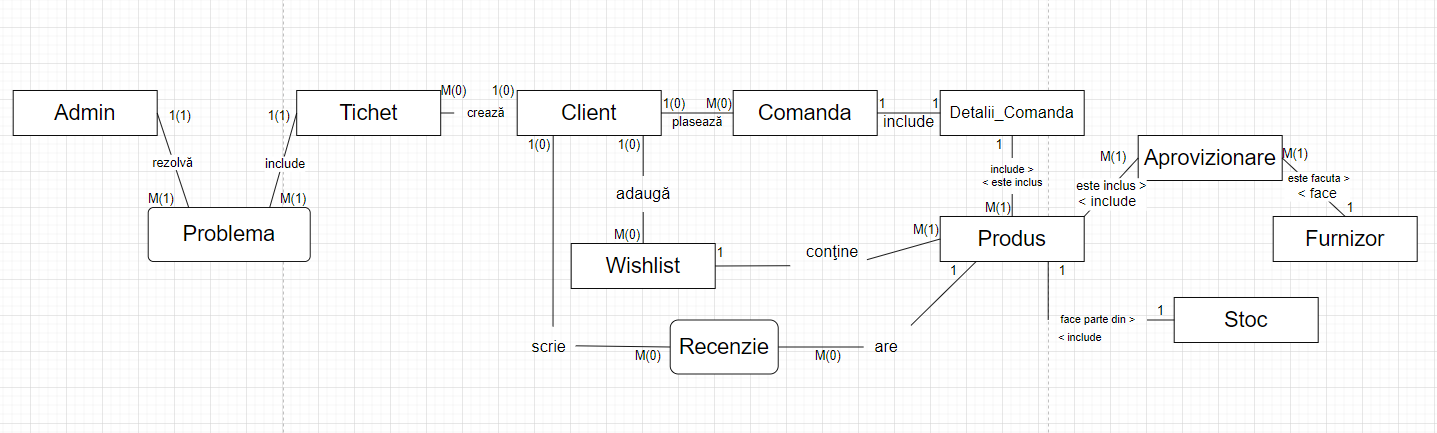 Admin
1(1)
rezolvă
M(1)
Problema
1(1)
include
M(1)
Tichet
M(0)
crează
1(0)
Client
1(0)
plasează
M(0)
Comanda
1
include
1
Detalii_Comanda
1
include >
< este inclus
M(1)
Produs
M(1)
este inclus >
< include
Aprovizionare
M(1)
este facuta >
< face
1
Furnizor
1(0)
adaugă
M(0)
Wishlist
1
conţine
M(1)
1(0)
scrie
M(0)
Recenzie
M(0)
are
1
1
face parte din >
< include
1
Stoc